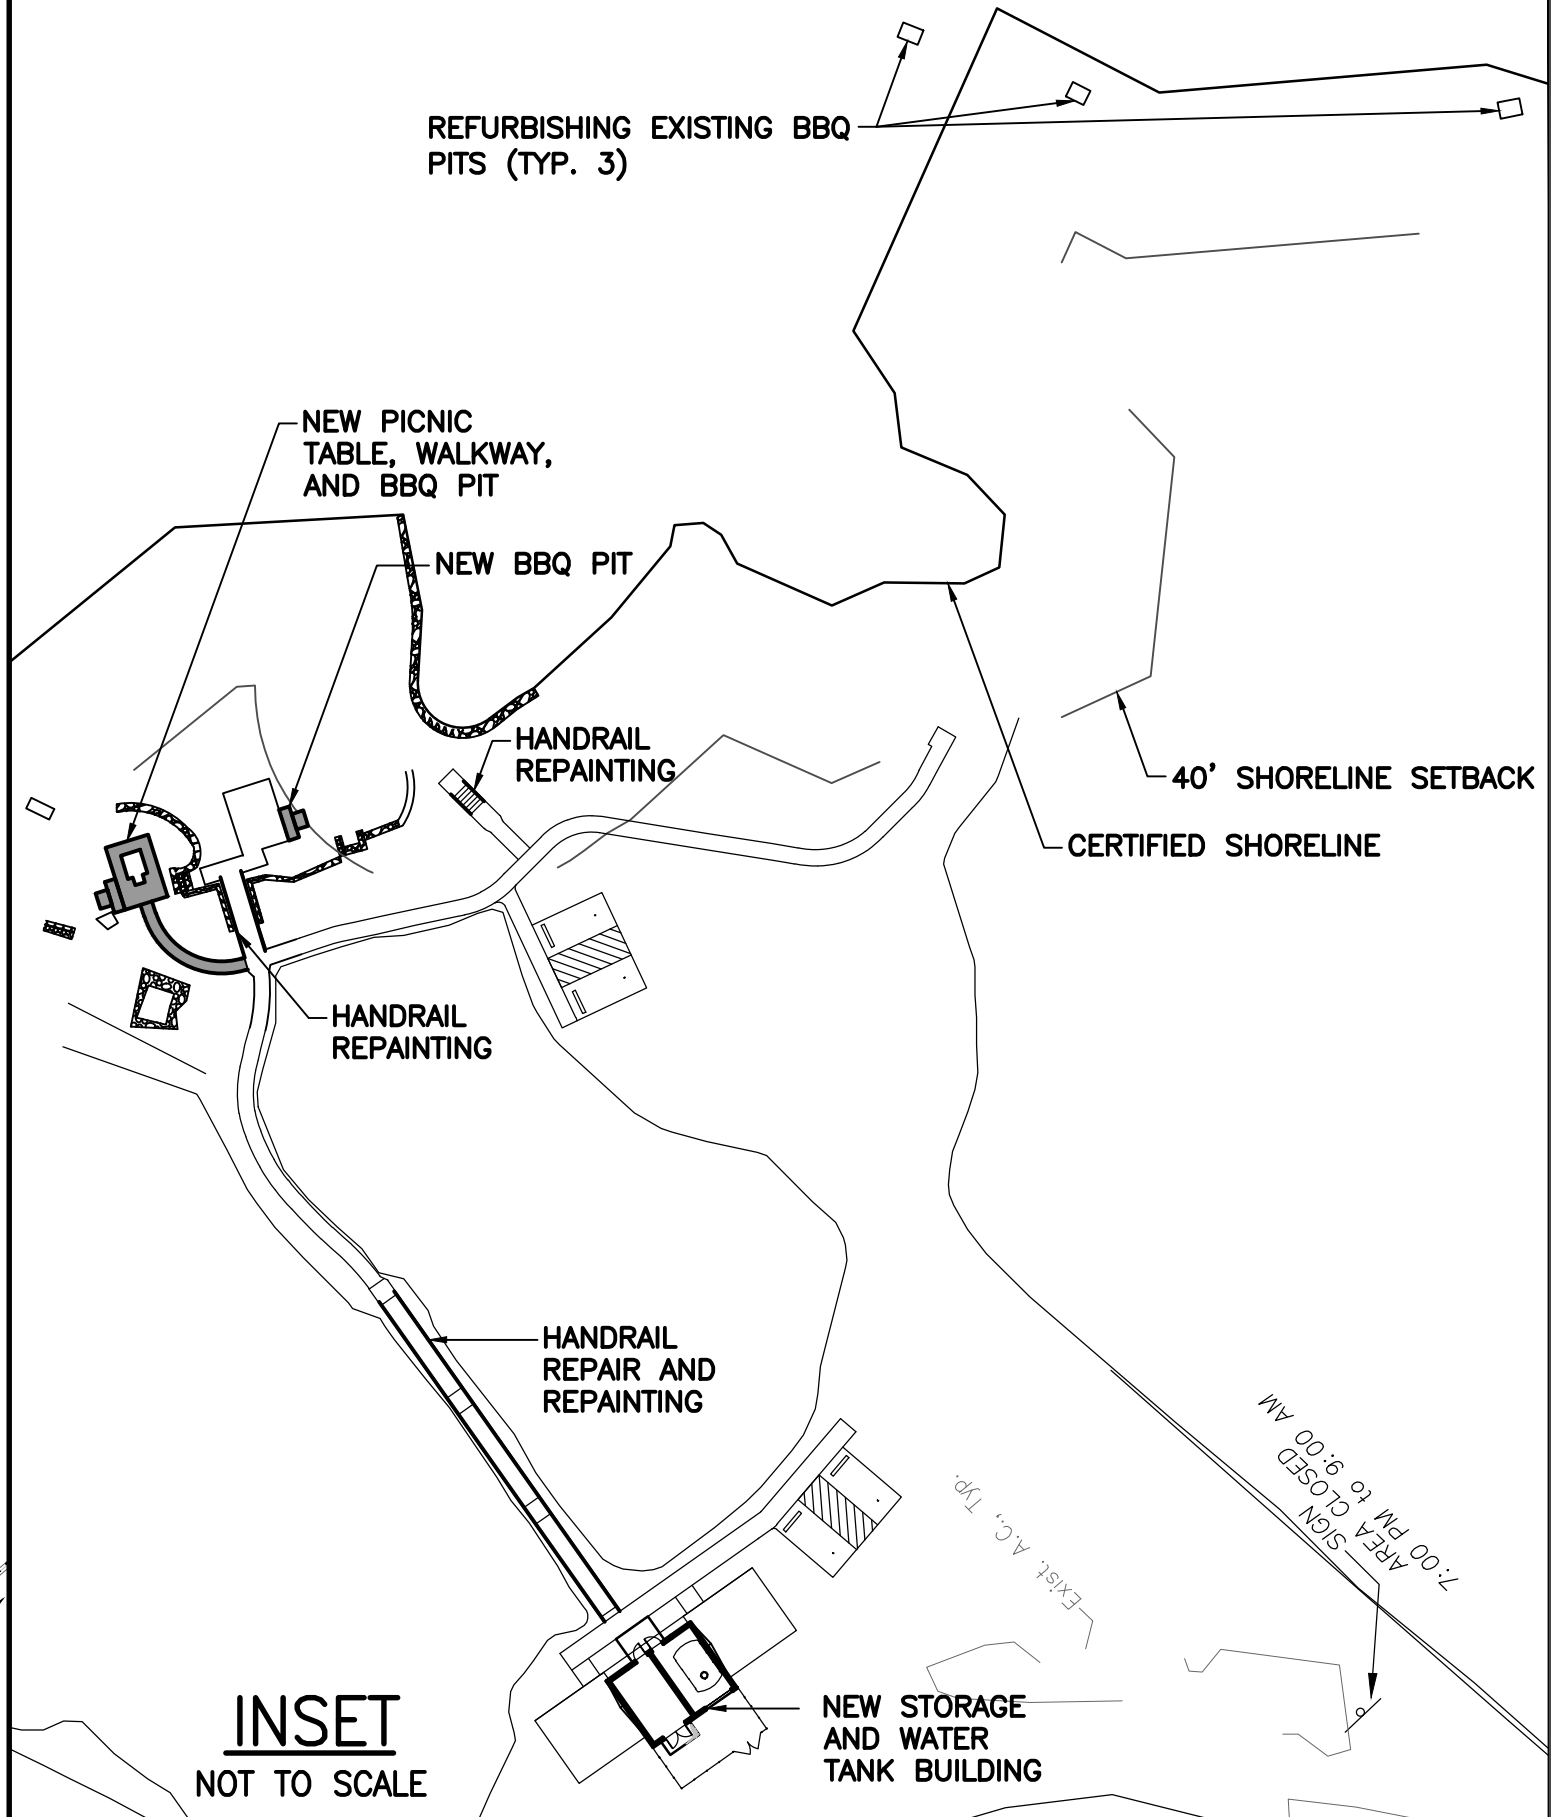 REFURBISHING EXISTING BBQ
PITS (TYP. 3)
NEW PICNIC
TABLE, WALKWAY,
AND BBQ PIT
NEW BBQ PIT
HANDRAIL
REPAINTING
40' SHORELINE SETBACK
CERTIFIED SHORELINE
HANDRAIL
REPAINTING
HANDRAIL
REPAIR AND
REPAINTING
SIGN
AREA CLOSED
7:00 PM to 9:00 AM
Exist. A.C., Typ.
NEW STORAGE
AND WATER
TANK BUILDING
INSET
NOT TO SCALE